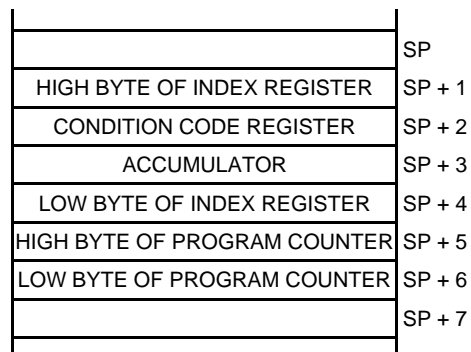 SP
HIGH BYTE OF INDEX REGISTER SP + 1
CONDITION CODE REGISTER SP + 2
ACCUMULATOR SP + 3
LOW BYTE OF INDEX REGISTER SP + 4
HIGH BYTE OF PROGRAM COUNTER SP + 5
LOW BYTE OF PROGRAM COUNTER SP + 6
SP + 7